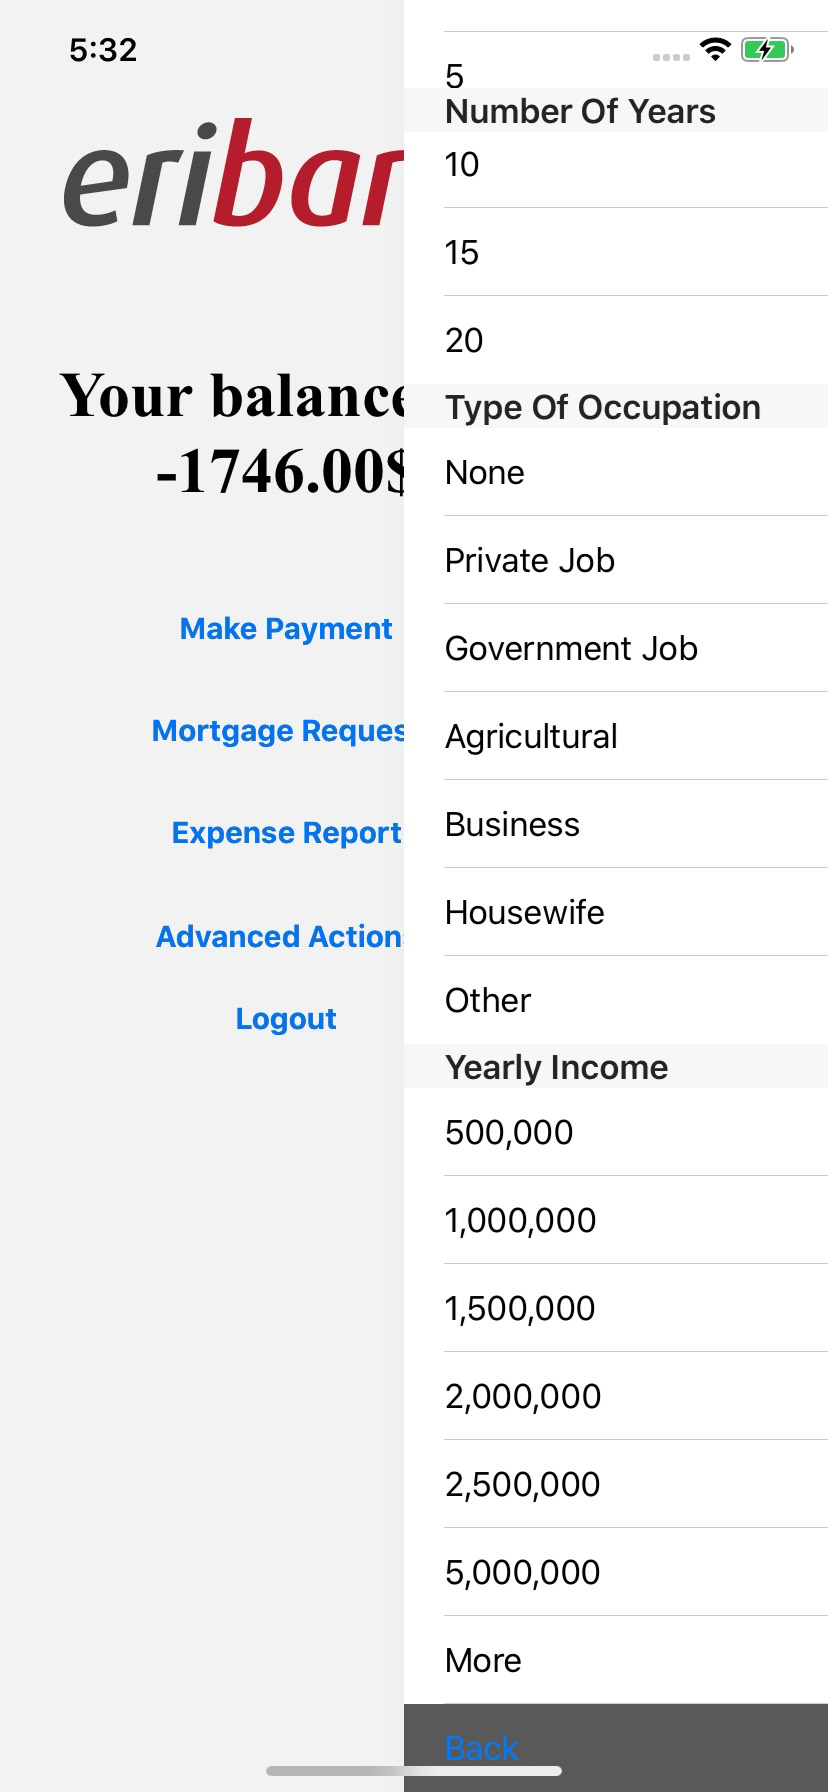 5:32
eribar
Your balance
-1746.00$
Make Payment
Mortgage Reques
Expense Report
Advanced Action
Logout
5
Number Of Years
10
15
20
Type Of Occupation
None
Private Job
Government Job
Agricultural
Business
Housewife
Other
Yearly Income
500,000
1,000,000
1,500,000
2,000,000
2,500,000
5,000,000
More
Back